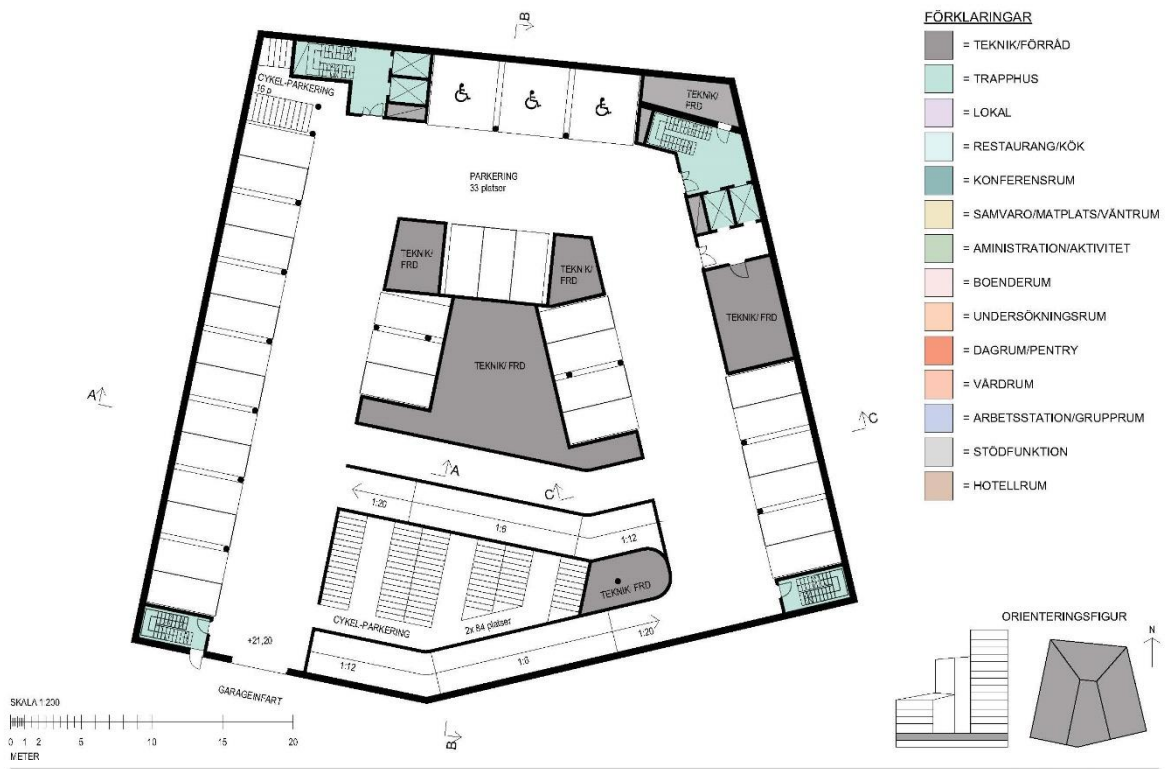 B
FÖRKLARINGAR
= TEKNIK/FÖRRÅD
= TRAPPHUS
= LOKAL
= RESTAURANG/KÖK
= KONFERENSRUM
= SAMVARO/MATPLATS/VÄNTRUM
= AMINISTRATION/AKTIVITET
= BOENDERUM
= UNDERSÖKNINGSRUM
= DAGRUM/PENTRY
= VÅRDRUM
= ARBETSSTATION/GRUPPRUM
= STÖDFUNKTION
= HOTELLRUM
CYKEL-PARKERING
16 p
TEKNIK/
FRD
PARKERING
33 platser
TEKNIK/
FRD
TEKNIK/
FRD
TEKNIK/ FRD
TEKNIK/ FRD
A
C
A
C
1:20
1:6
1:12
TEKNIK/ FRD
CYKEL-PARKERING
2x 84 platser
1:12
1:6
1:20
+21,20
GARAGEINFART
B
ORIENTERINGSFIGUR
N
SKALA 1:200
0 1 2 5 10 15 20
METER